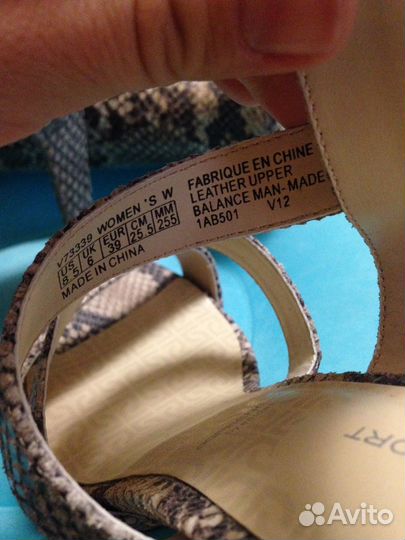 V73339 WOMEN'S W
US UK EUR CM MM
8.5 6 39 25.5 255
MADE IN CHINA
FABRIQUE EN CHINE
LEATHER UPPER
BALANCE MAN-MADE
1AB501 V12
ORT
Avito